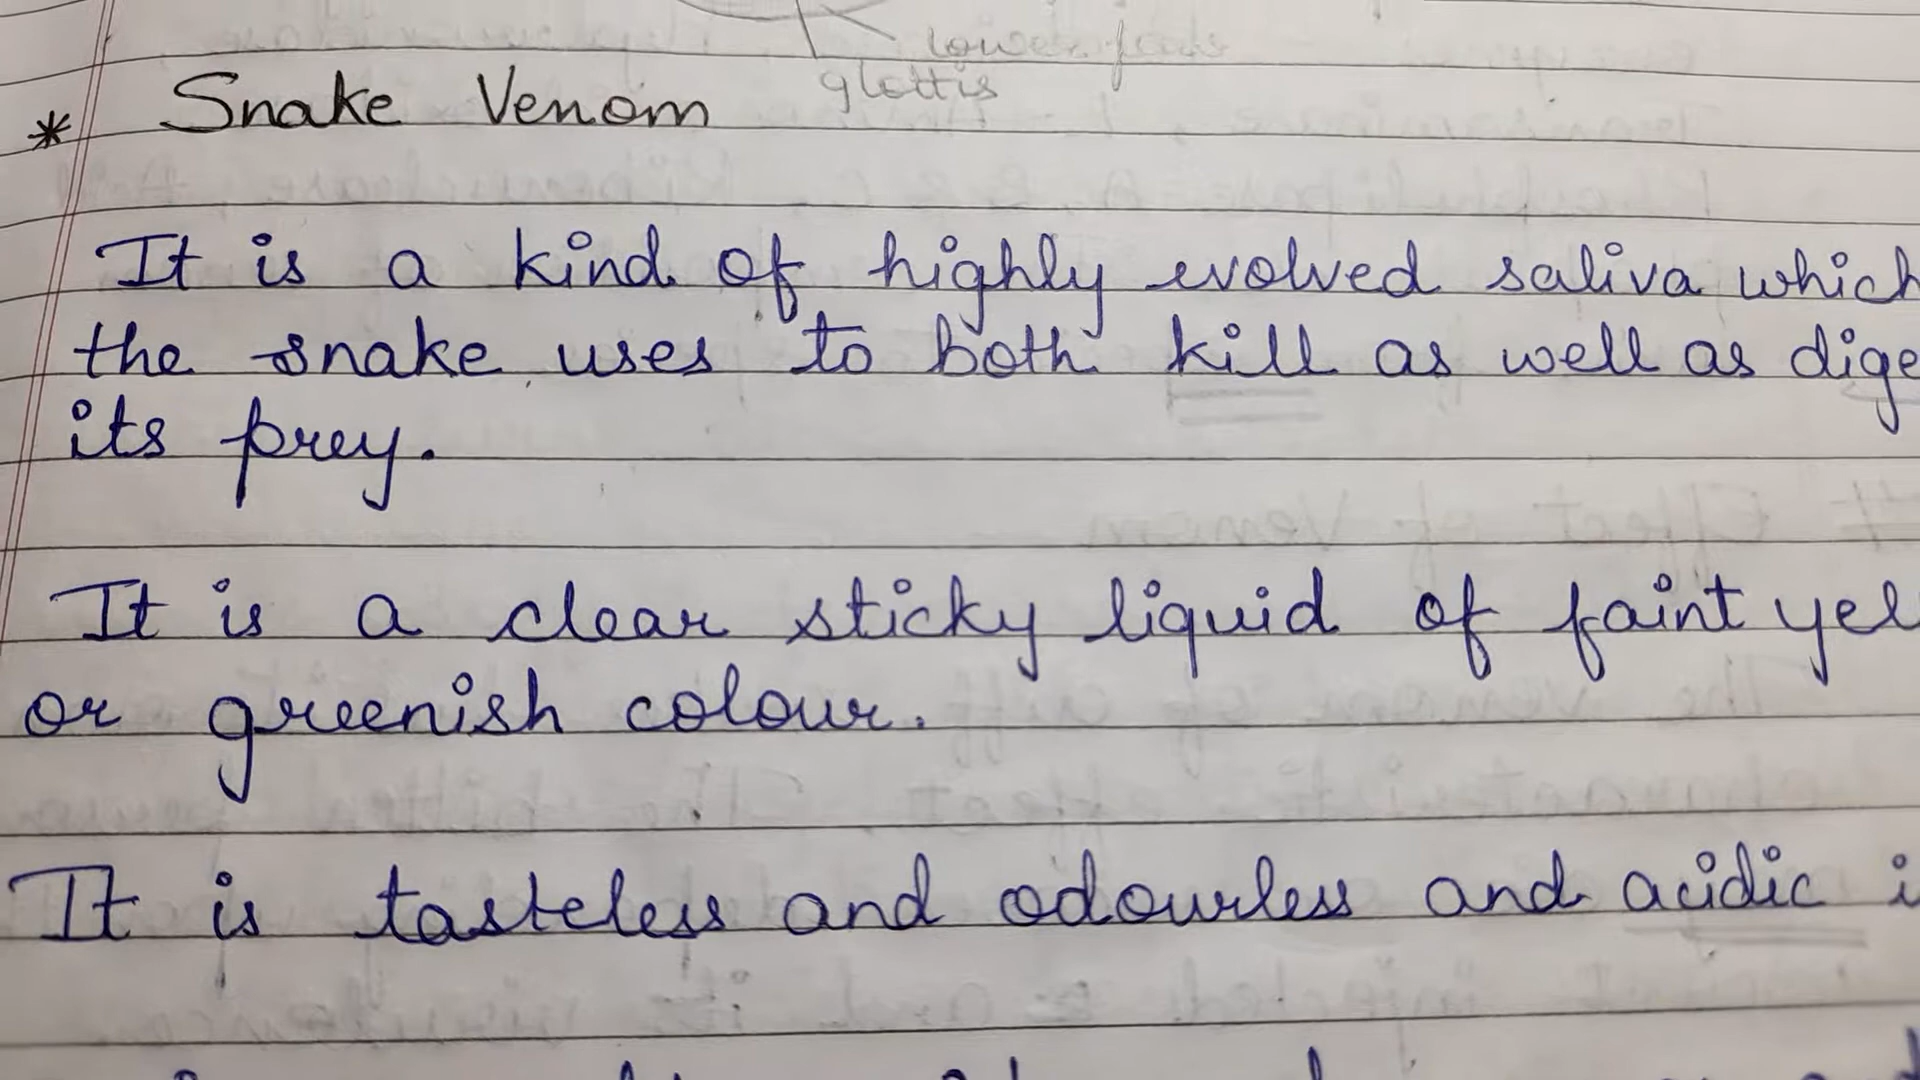 lower jaw
glottis
* Snake Venom
It is a kind of highly evolved saliva which
the snake uses to both kill as well as dige
its prey.
It is a clear sticky liquid of faint yel
or greenish colour.
It is tasteless and odourless and acidic i